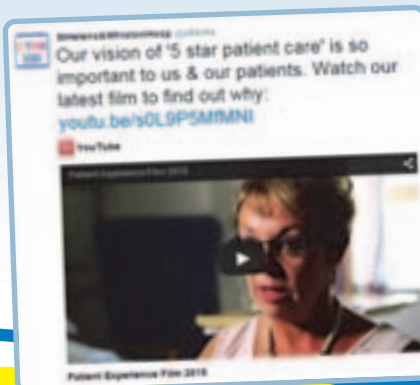 Our vision of '5 star patient care' is so
important to us & our patients. Watch our
latest film to find out why:
YouTube
Patient Experience Film 2015
Patient Experience Film 2015